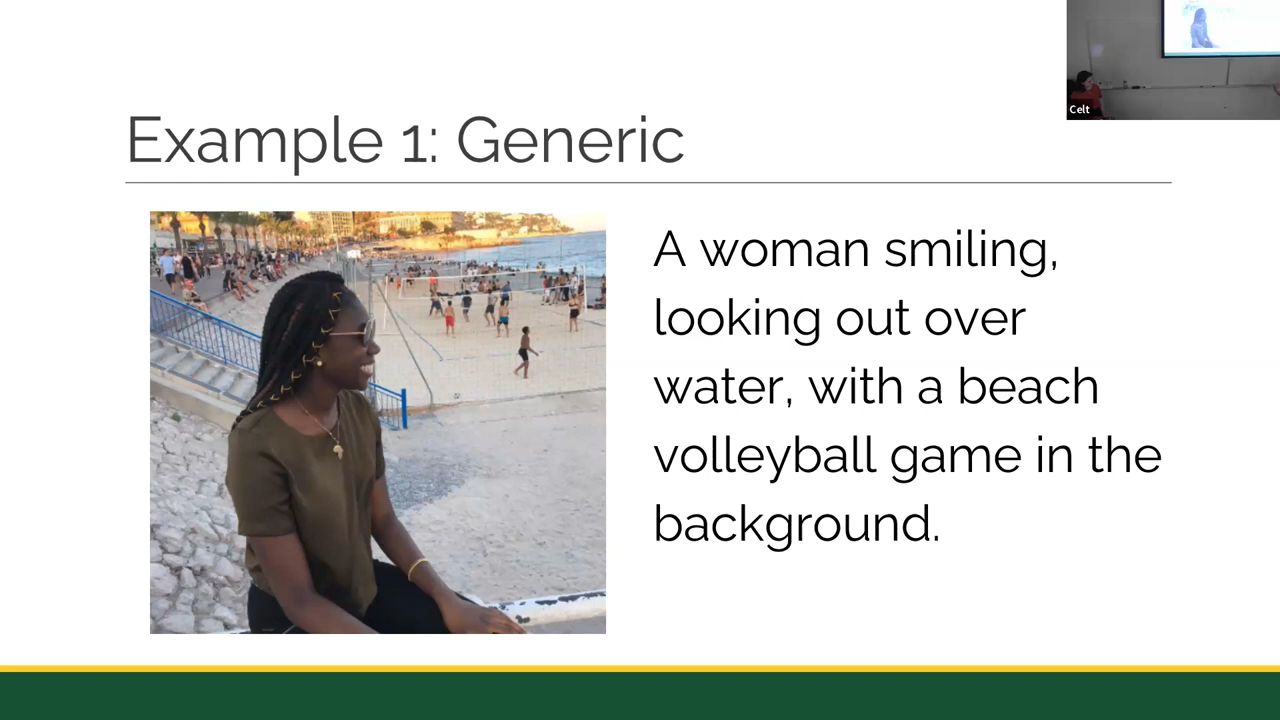 Celt
Example 1: Generic
A woman smiling,
looking out over
water, with a beach
volleyball game in the
background.